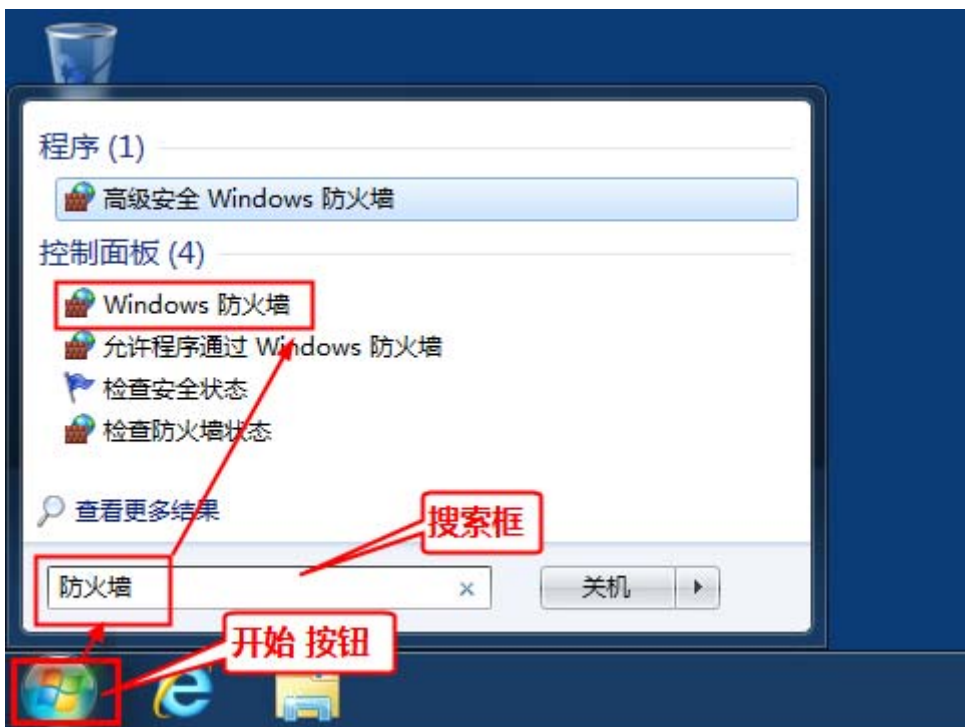 程序 (1)
高级安全 Windows 防火墙
控制面板 (4)
Windows 防火墙
允许程序通过 Windows 防火墙
检查安全状态
检查防火墙状态
查看更多结果
搜索框
防火墙
关机
开始 按钮